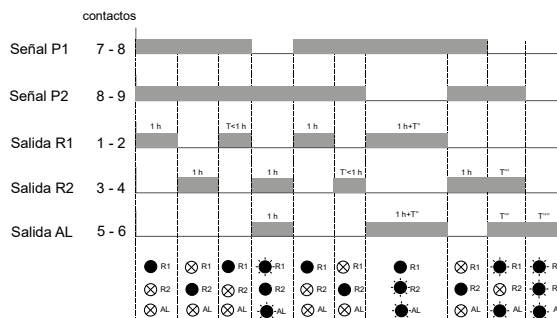 contactos
Señal P1 7 - 8
Señal P2 8 - 9
1 h T<1 h 1 h 1 h+T"
Salida R1 1 - 2
1 h 1 h T'<1 h 1 h T'''
Salida R2 3 - 4
1 h 1 h+T" T''' T''''
Salida AL 5 - 6
R1 R1 R1 R1 R1 R1 R1 R1 R1 R
R2 R2 R2 R2 R2 R2 R2 R2 R2 R
AL AL AL AL AL AL AL AL AL A